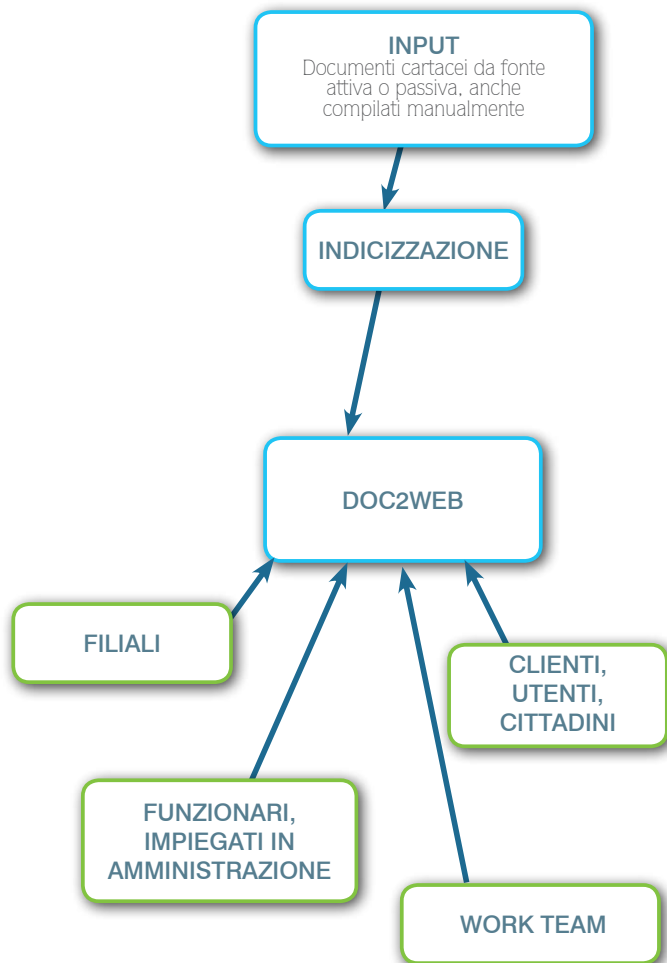 INPUT
Documenti cartacei da fonte
attiva o passiva, anche
compilati manualmente
INDICIZZAZIONE
DOC2WEB
FILIALI
CLIENTI,
UTENTI,
CITTADINI
FUNZIONARI,
IMPIEGATI IN
AMMINISTRAZIONE
WORK TEAM